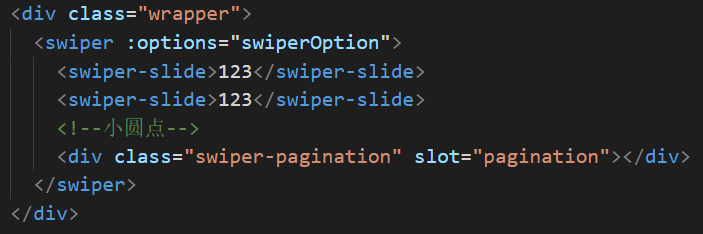 <div class="wrapper">
  <swiper :options="swiperOption">
    <swiper-slide>123</swiper-slide>
    <swiper-slide>123</swiper-slide>
    <!--小圆点-->
    <div class="swiper-pagination" slot="pagination"></div>
  </swiper>
</div>